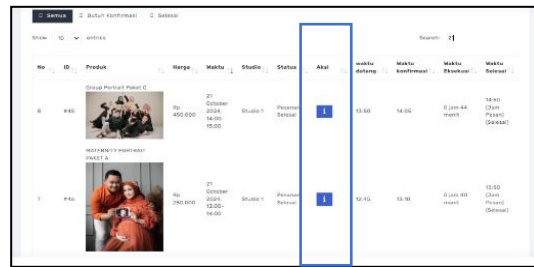 Semua Butuh Konfirmasi Selesai
Show 10 entries Search: 21
No ID Produk Harga Waktu Studio Status Aksi waktu datang Waktu konfirmasi Waktu Eksekusi Waktu Selesai
Group Portrait Paket C
8 #46 Rp 450.000 21 October 2024, 14:00-15:00 Studio 1 Pesanan Selesai i 13:50 14:05 0 jam 44 menit (Jam Pesan) (Selesai)
MATERNITY PORTRAIT
PAKET A
7 Rp 250.000 21 October 2024, 13:00-14:00 Studio 1 Pesanan Selesai i 12:45 13:10 0 jam 40 menit 13:50 (Jam Pesan) (Selesai)